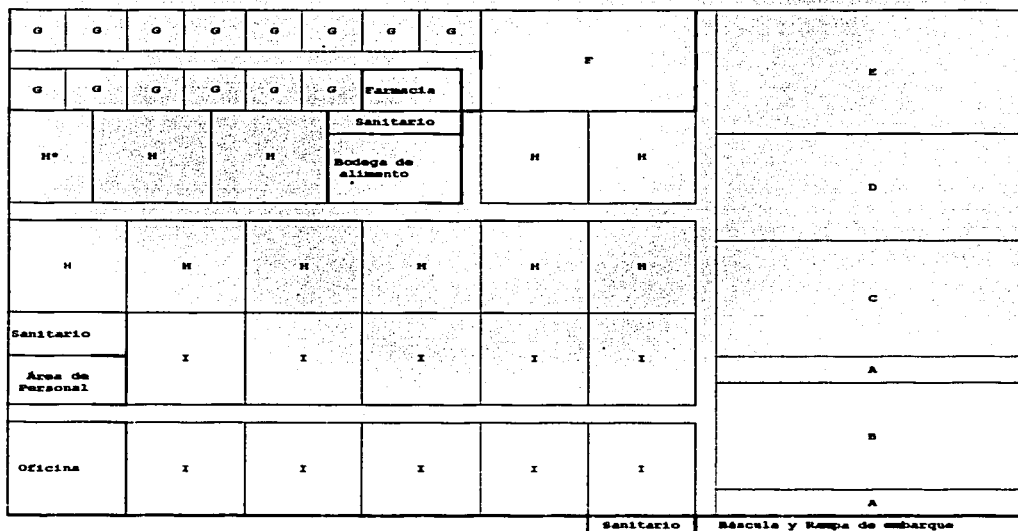 G G G G G G G G
F
E
G G G G G G Farmacia
Sanitario
H* H H Bodega de
alimento
H H
D
H H H H H H
C
Sanitario
I I I I I
Área de
Personal
A
B
Oficina I I I I I
A
Sanitario Báscula y Rampa de embarque